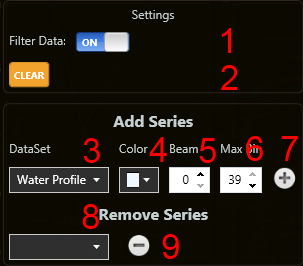 Settings
Filter Data: ON 1
CLEAR 2
Add Series
DataSet 3 Color 4 Beam 5 Max Bin 6 7
Water Profile 0 39
8 Remove Series
9